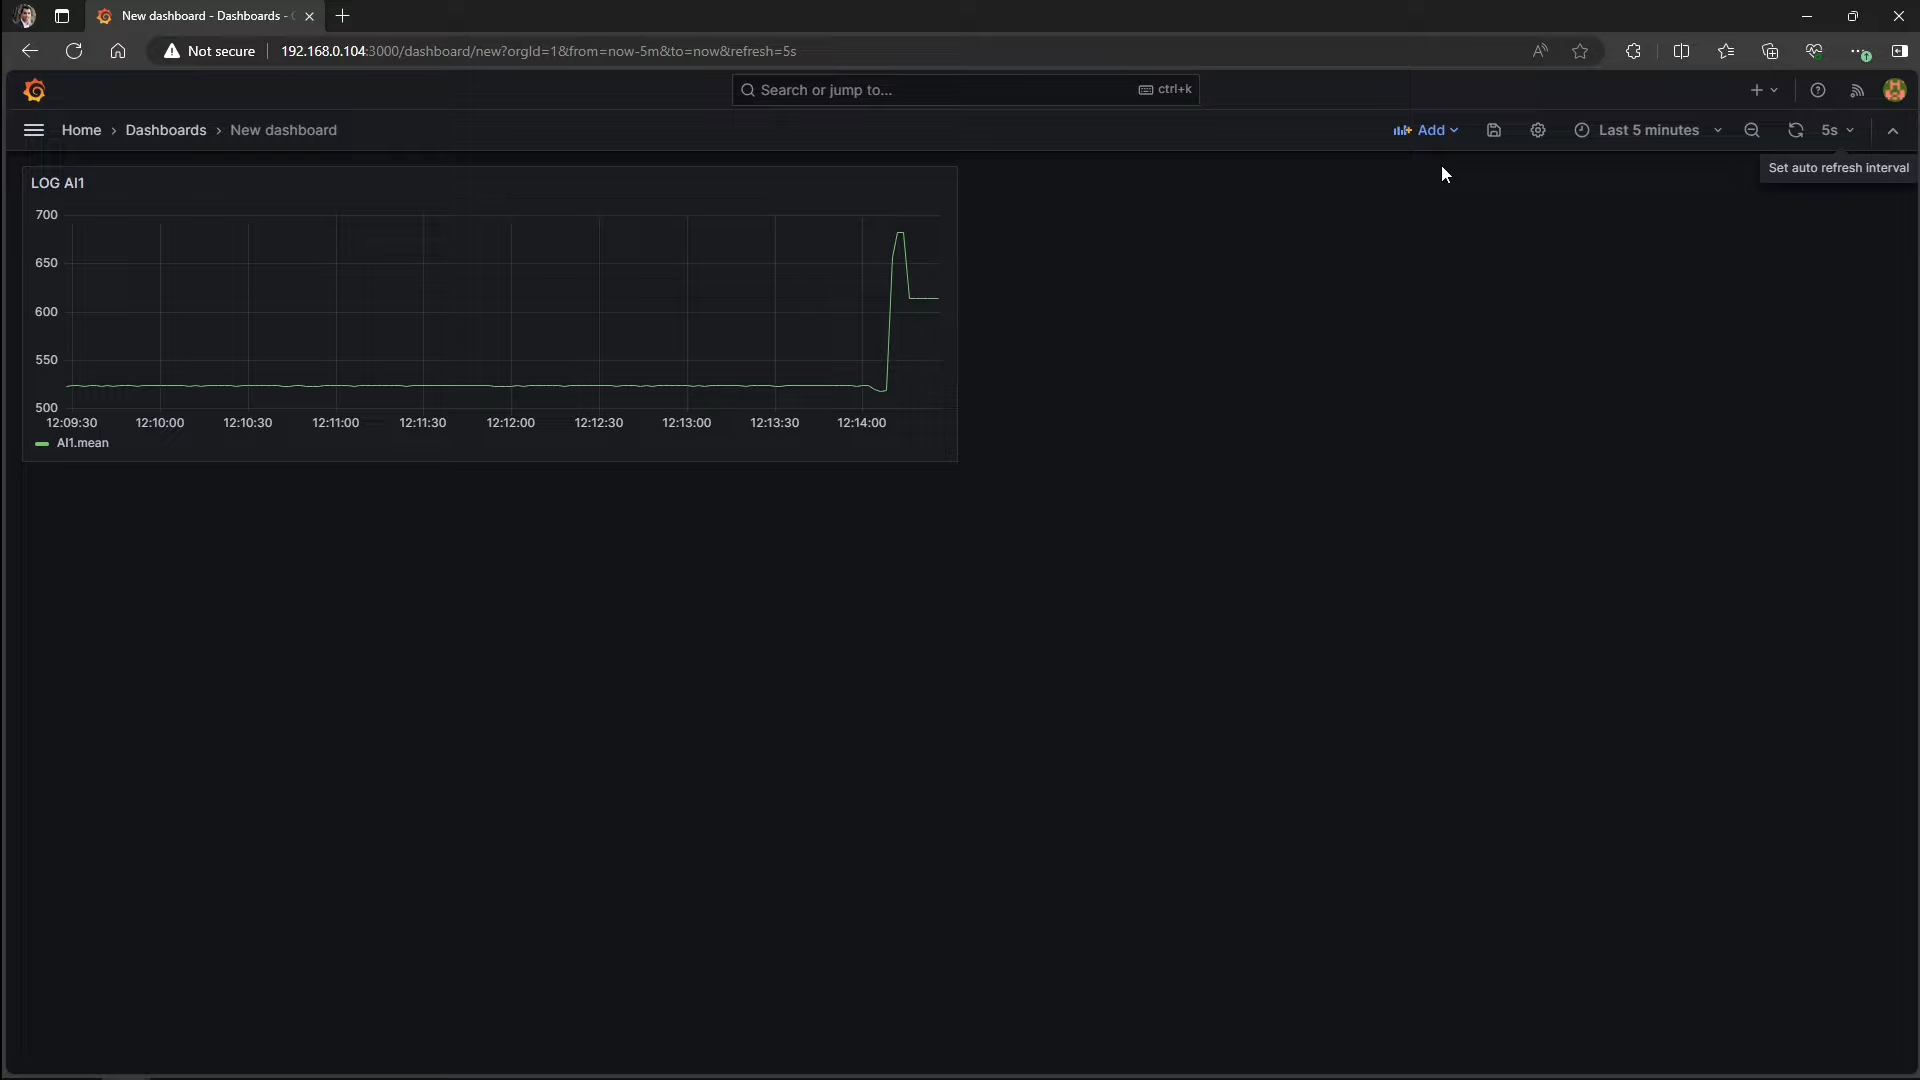 New dashboard - Dashboards -
Not secure
192.168.0.104:3000/dashboard/new?orgId=1&from=now-5m&to=now&refresh=5s
Search or jump to...
ctrl+k
Home › Dashboards › New dashboard
Add
Last 5 minutes
5s
Set auto refresh interval
LOG AI1
700
650
600
550
500
12:09:30 12:10:00 12:10:30 12:11:00 12:11:30 12:12:00 12:12:30 12:13:00 12:13:30 12:14:00
AI1.mean